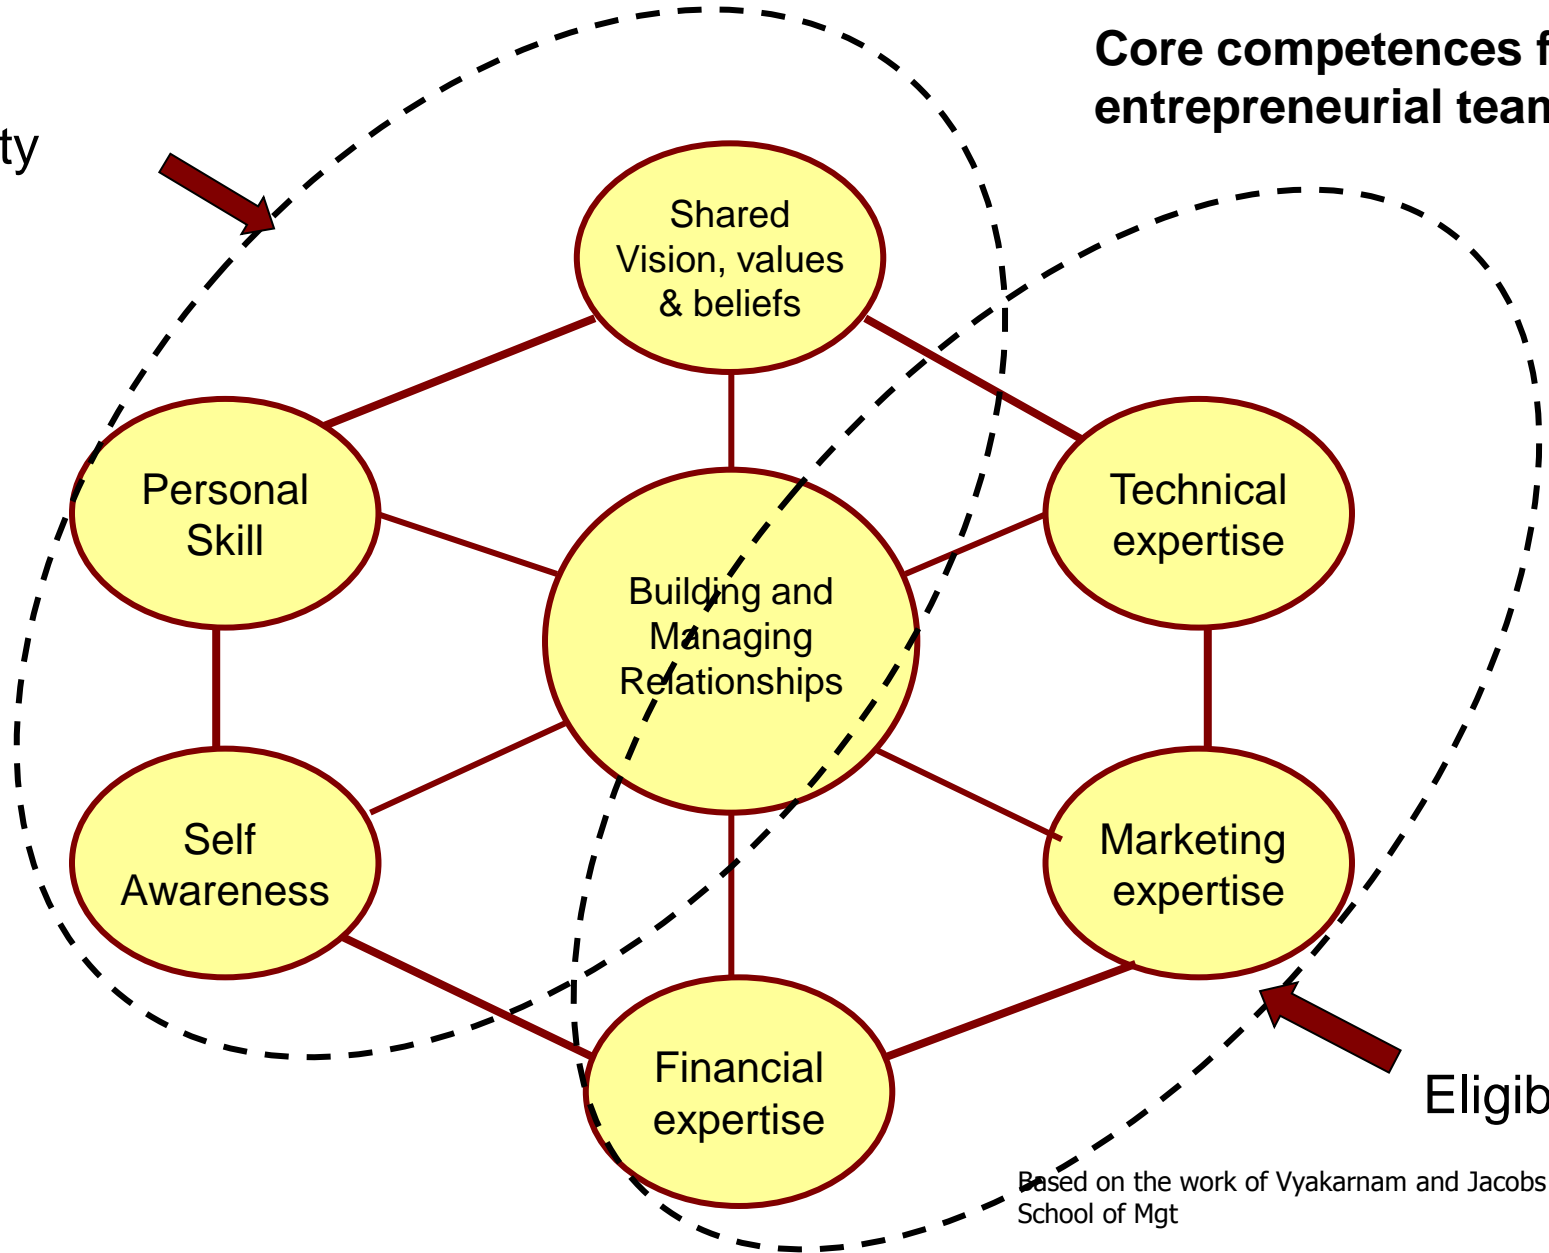 Core competences f
entrepreneurial tean
ty
Shared
Vision, values
& beliefs
Personal
Skill
Technical
expertise
Building and
Managing
Relationships
Self
Awareness
Marketing
expertise
Financial
expertise
Eligib
Based on the work of Vyakarnam and Jacobs
School of Mgt